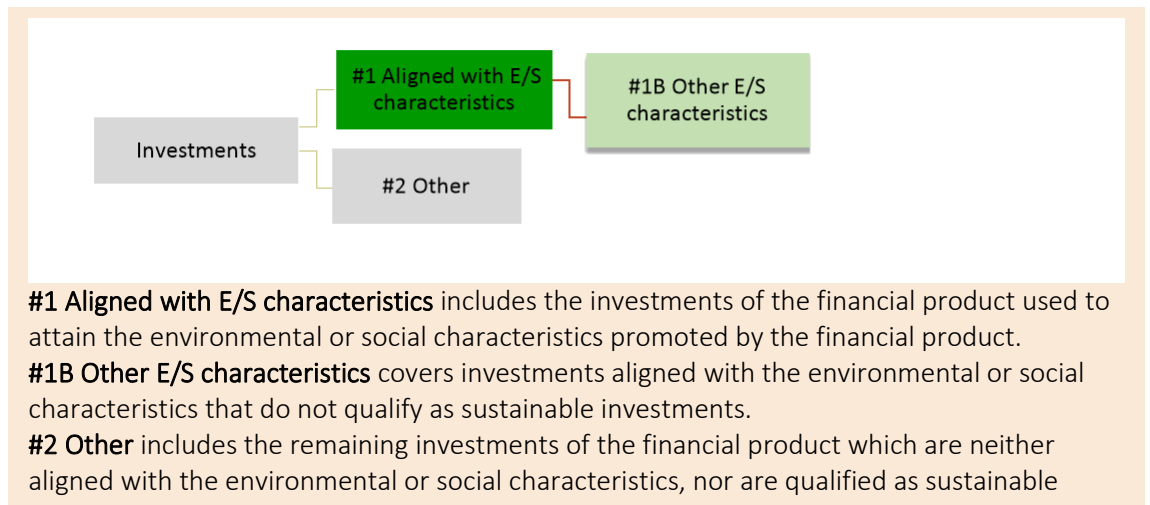 #1 Aligned with E/S
characteristics
#1B Other E/S
characteristics
Investments
#2 Other
#1 Aligned with E/S characteristics includes the investments of the financial product used to
attain the environmental or social characteristics promoted by the financial product.
#1B Other E/S characteristics covers investments aligned with the environmental or social
characteristics that do not qualify as sustainable investments.
#2 Other includes the remaining investments of the financial product which are neither
aligned with the environmental or social characteristics, nor are qualified as sustainable